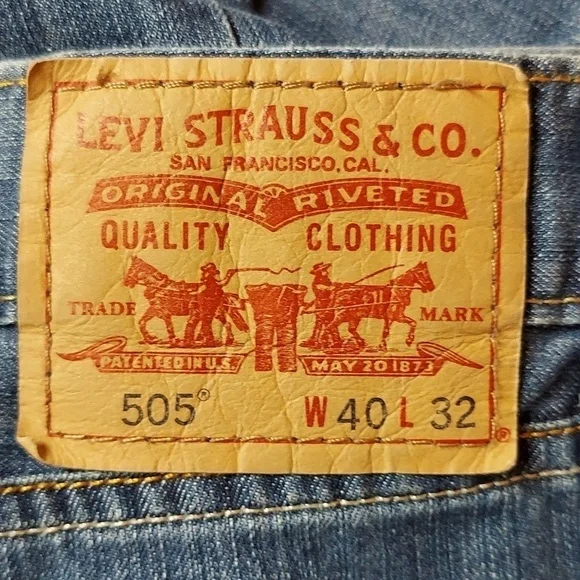 LEVI STRAUSS & CO.
SAN FRANCISCO, CAL.
ORIGINAL RIVETED
QUALITY CLOTHING
TRADE MARK
PATENTED IN U.S. MAY 20 1873
505® W 40 L 32 ®